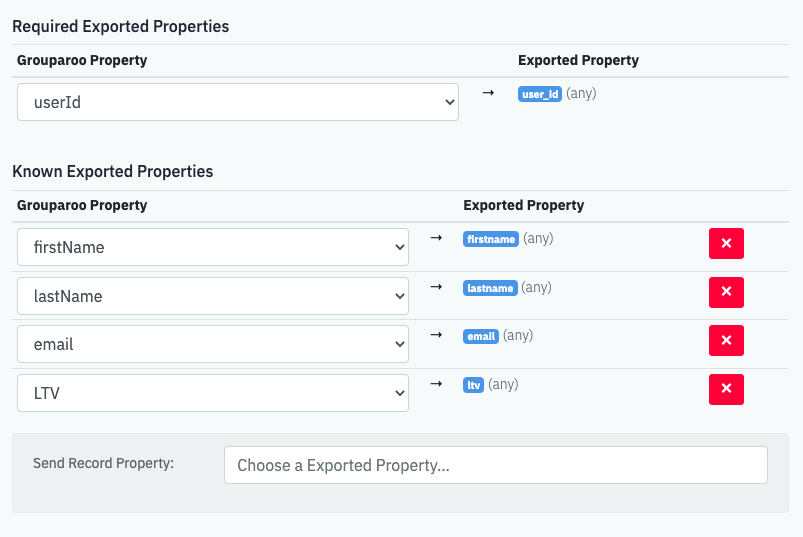 Required Exported Properties
Grouparoo Property Exported Property
userId → user_id (any)
Known Exported Properties
Grouparoo Property Exported Property
firstName → firstname (any)
lastName → lastname (any)
email → email (any)
LTV → ltv (any)
Send Record Property: Choose a Exported Property...